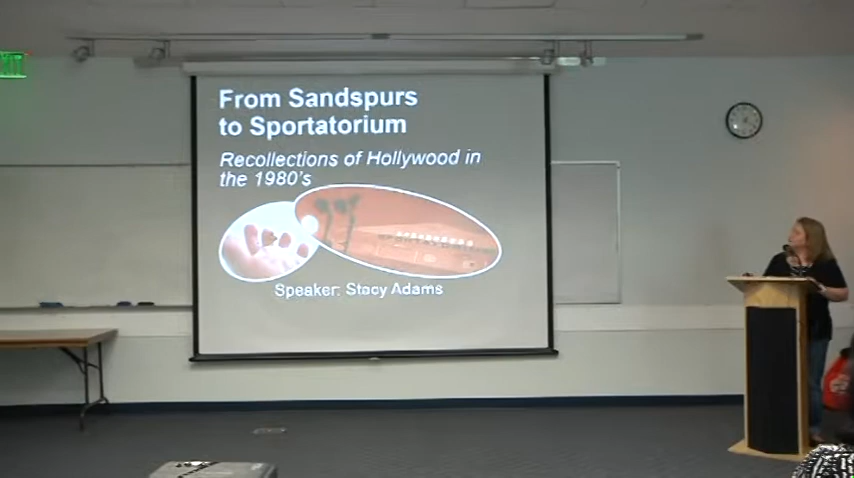 From Sandspurs
to Sportatorium
Recollections of Hollywood in
the 1980's
Speaker: Stacy Adams